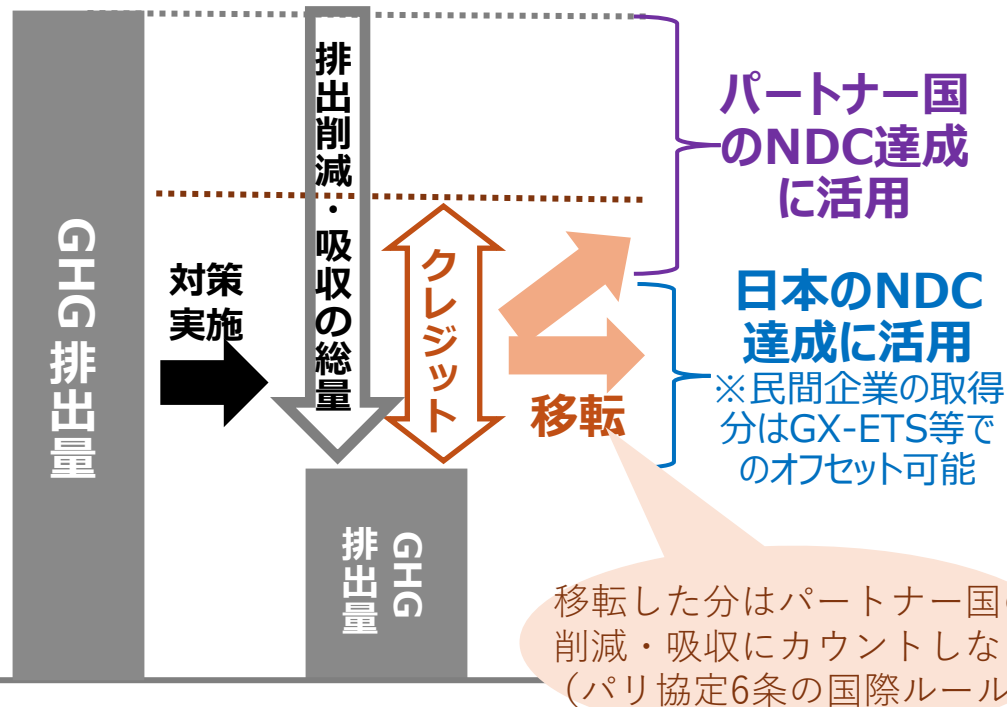 GHG排出量
対策
実施
排出削減・吸収の総量
クレジット
移転
GHG
排出量
パートナー国
のNDC達成
に活用
日本のNDC
達成に活用
※民間企業の取得
分はGX-ETS等で
のオフセット可能
移転した分はパートナー国
削減・吸収にカウントしな
（パリ協定6条の国際ルール